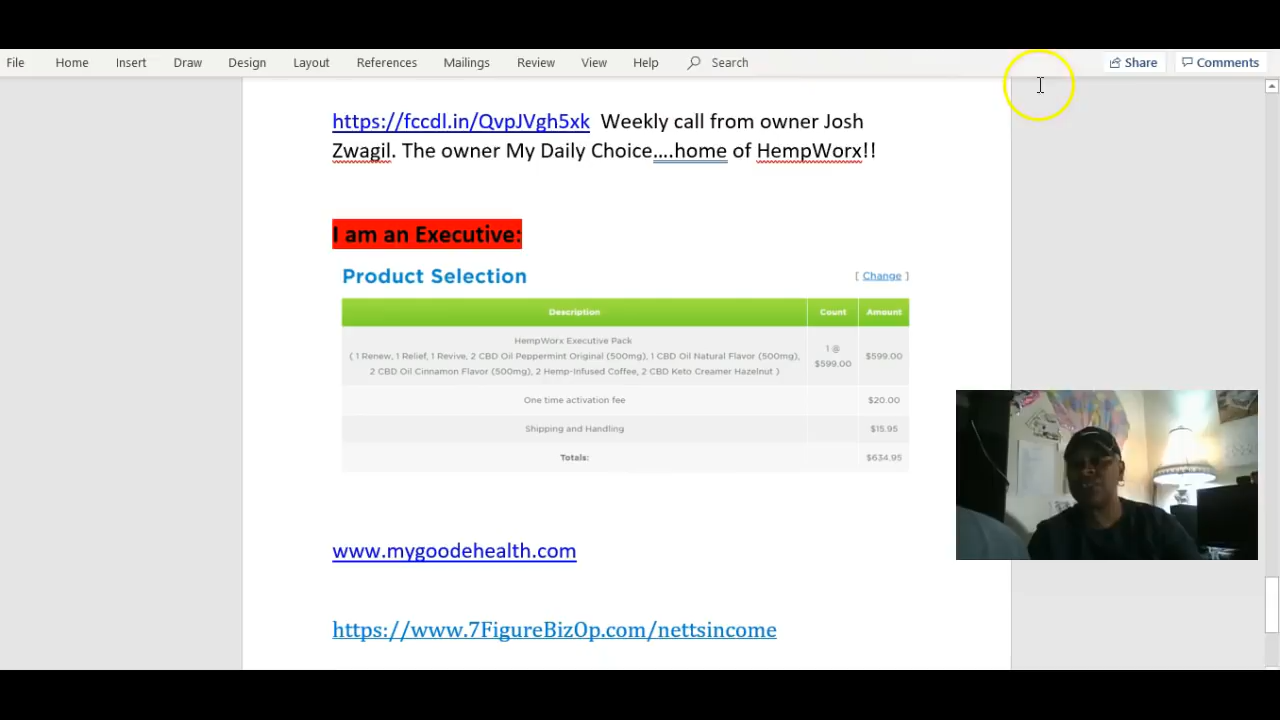 File Home Insert Draw Design Layout References Mailings Review View Help Search Share Comments
https://fccdl.in/QvpJVgh5xk Weekly call from owner Josh
Zwagil. The owner My Daily Choice....home of HempWorx!!
I am an Executive:
Product Selection [ Change ]
Description Count Amount
HempWorx Executive Pack
( 1 Renew, 1 Relief, 1 Revive, 2 CBD Oil Peppermint Original (500mg), 1 CBD Oil Natural Flavor (500mg),
2 CBD Oil Cinnamon Flavor (500mg), 2 Hemp-Infused Coffee, 2 CBD Keto Creamer Hazelnut )
1 @
$599.00
$599.00
One time activation fee $20.00
Shipping and Handling $15.95
Totals: $634.95
www.mygoodehealth.com
https://www.7FigureBizOp.com/nettsincome